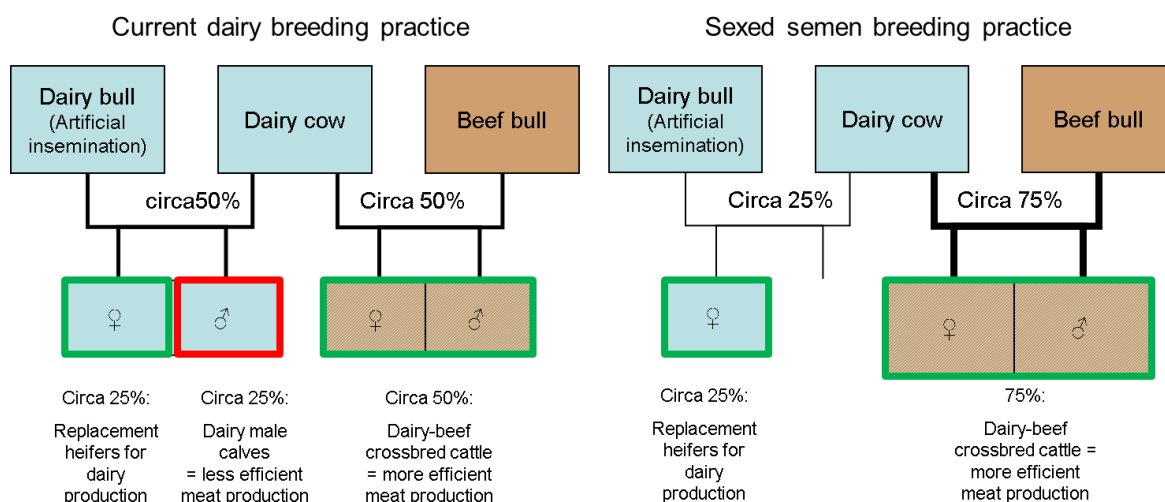 Current dairy breeding practice
Dairy bull
(Artificial
insemination)
Dairy cow
Beef bull
circa50%
Circa 50%
♀
♂
♀
♂
Circa 25%:
Replacement
heifers for
dairy
production
Circa 25%:
Dairy male
calves
= less efficient
meat production
Circa 50%:
Dairy-beef
crossbred cattle
= more efficient
meat production
Sexed semen breeding practice
Dairy bull
(Artificial
insemination)
Dairy cow
Beef bull
Circa 25%
Circa 75%
♀
♀
♂
Circa 25%:
Replacement
heifers for
dairy
production
75%:
Dairy-beef
crossbred cattle =
more efficient
meat production